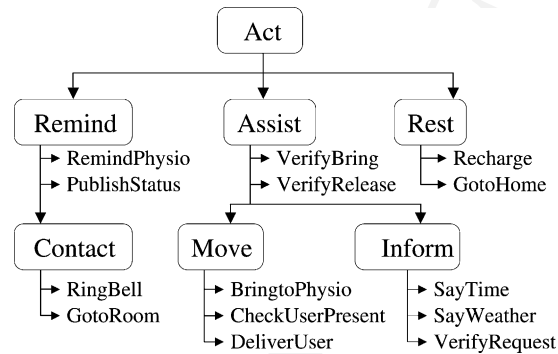 Act
Remind
Assist
Rest
RemindPhysio
VerifyBring
Recharge
PublishStatus
VerifyRelease
GotoHome
Contact
Move
Inform
RingBell
BringtoPhysio
SayTime
GotoRoom
CheckUserPresent
SayWeather
DeliverUser
VerifyRequest